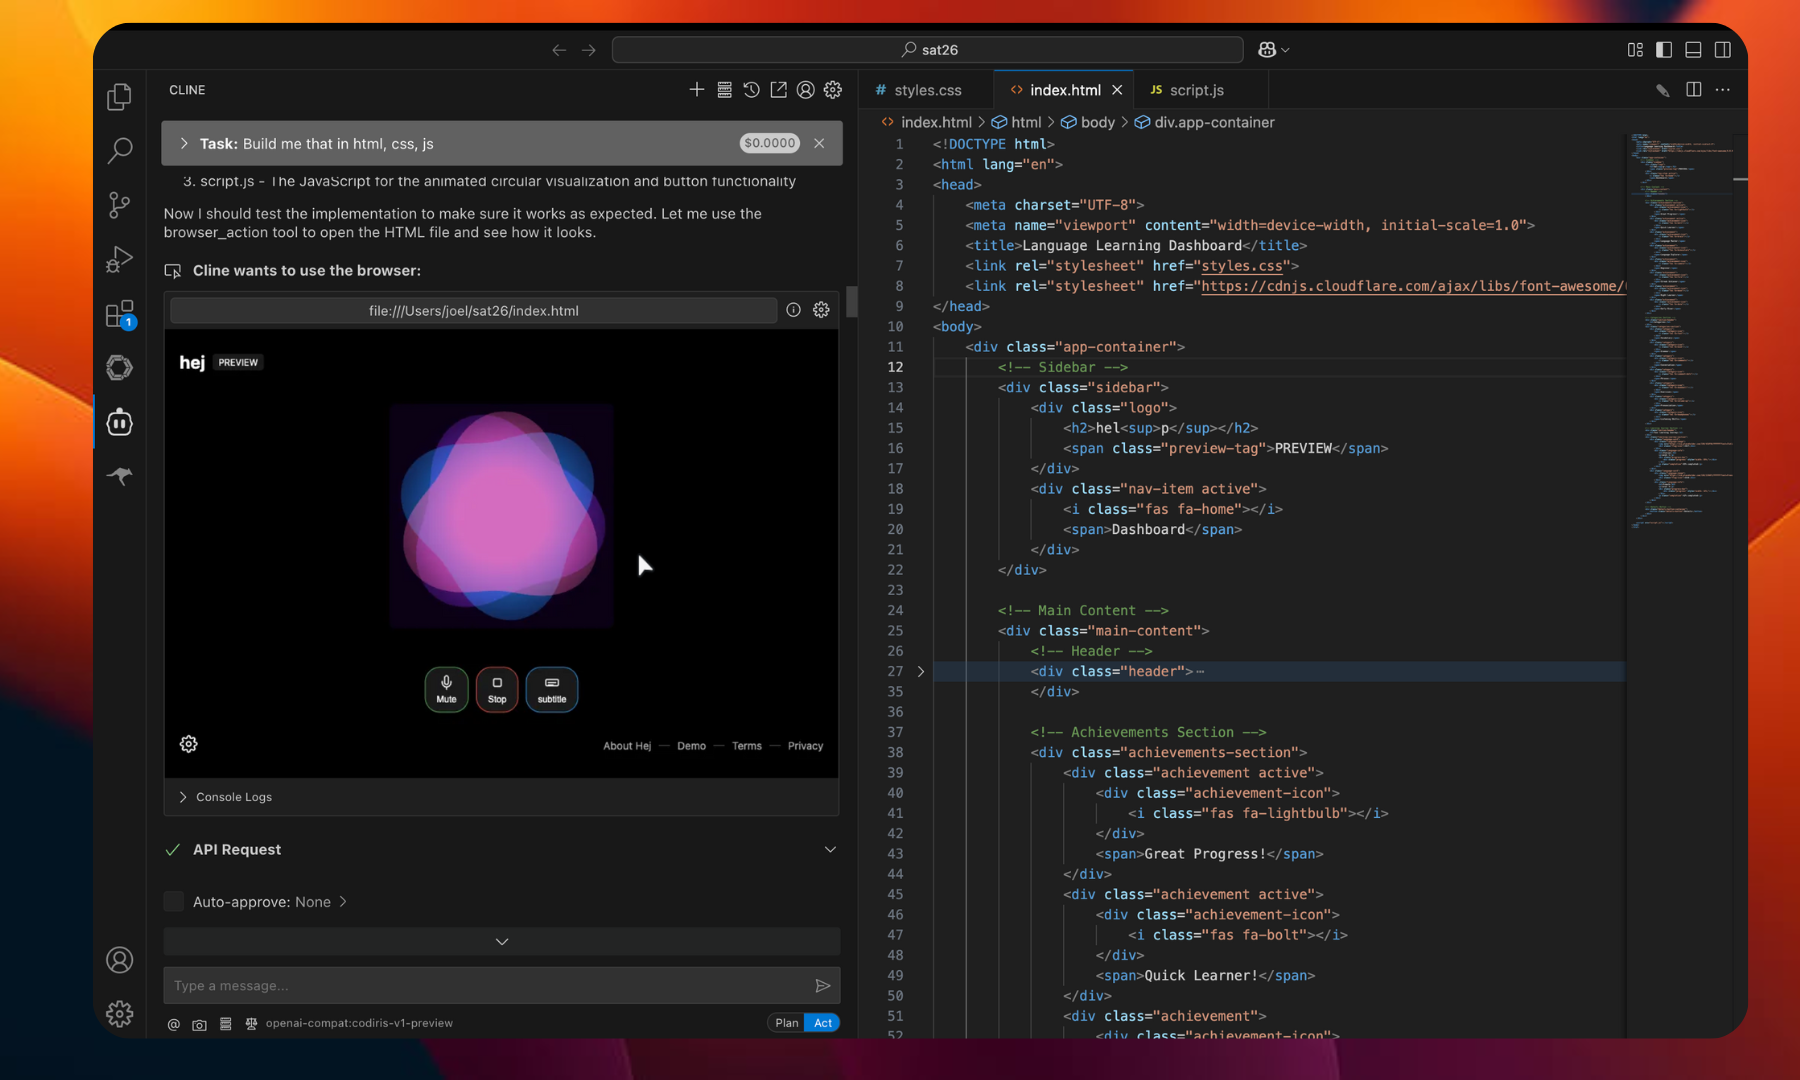 sat26
CLINE
Task: Build me that in html, css, js
$0.0000
3. script.js - The JavaScript for the animated circular visualization and button functionality
Now I should test the implementation to make sure it works as expected. Let me use the
browser_action tool to open the HTML file and see how it looks.
Cline wants to use the browser:
file:///Users/joel/sat26/index.html
hej PREVIEW
Mute
Stop
subtitle
About Hej — Demo — Terms — Privacy
Console Logs
API Request
Auto-approve: None
Type a message...
@ openai-compat:codiris-v1-preview
Plan Act
1
# styles.css
<> index.html
JS script.js
<> index.html > html > body > div.app-container
1 <!DOCTYPE html>
2 <html lang="en">
3 <head>
4 <meta charset="UTF-8">
5 <meta name="viewport" content="width=device-width, initial-scale=1.0">
6 <title>Language Learning Dashboard</title>
7 <link rel="stylesheet" href="styles.css">
8 <link rel="stylesheet" href="https://cdnjs.cloudflare.com/ajax/libs/font-awesome/
9 </head>
10 <body>
11 <div class="app-container">
12 <!-- Sidebar -->
13 <div class="sidebar">
14 <div class="logo">
15 <h2>hel<sup>p</sup></h2>
16 <span class="preview-tag">PREVIEW</span>
17 </div>
18 <div class="nav-item active">
19 <i class="fas fa-home"></i>
20 <span>Dashboard</span>
21 </div>
22 </div>
23
24 <!-- Main Content -->
25 <div class="main-content">
26 <!-- Header -->
27 <div class="header">⋯
35 </div>
36
37 <!-- Achievements Section -->
38 <div class="achievements-section">
39 <div class="achievement active">
40 <div class="achievement-icon">
41 <i class="fas fa-lightbulb"></i>
42 </div>
43 <span>Great Progress!</span>
44 </div>
45 <div class="achievement active">
46 <div class="achievement-icon">
47 <i class="fas fa-bolt"></i>
48 </div>
49 <span>Quick Learner!</span>
50 </div>
51 <div class="achievement">
52 <div class="achievement-icon">